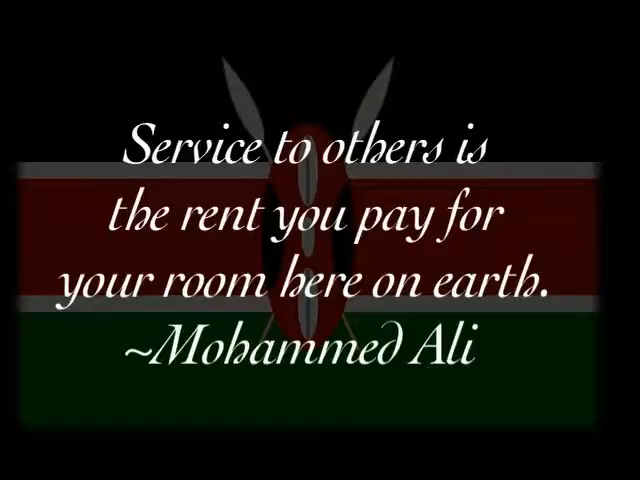 Service to others is
the rent you pay for
your room here on earth.
~Mohammed Ali